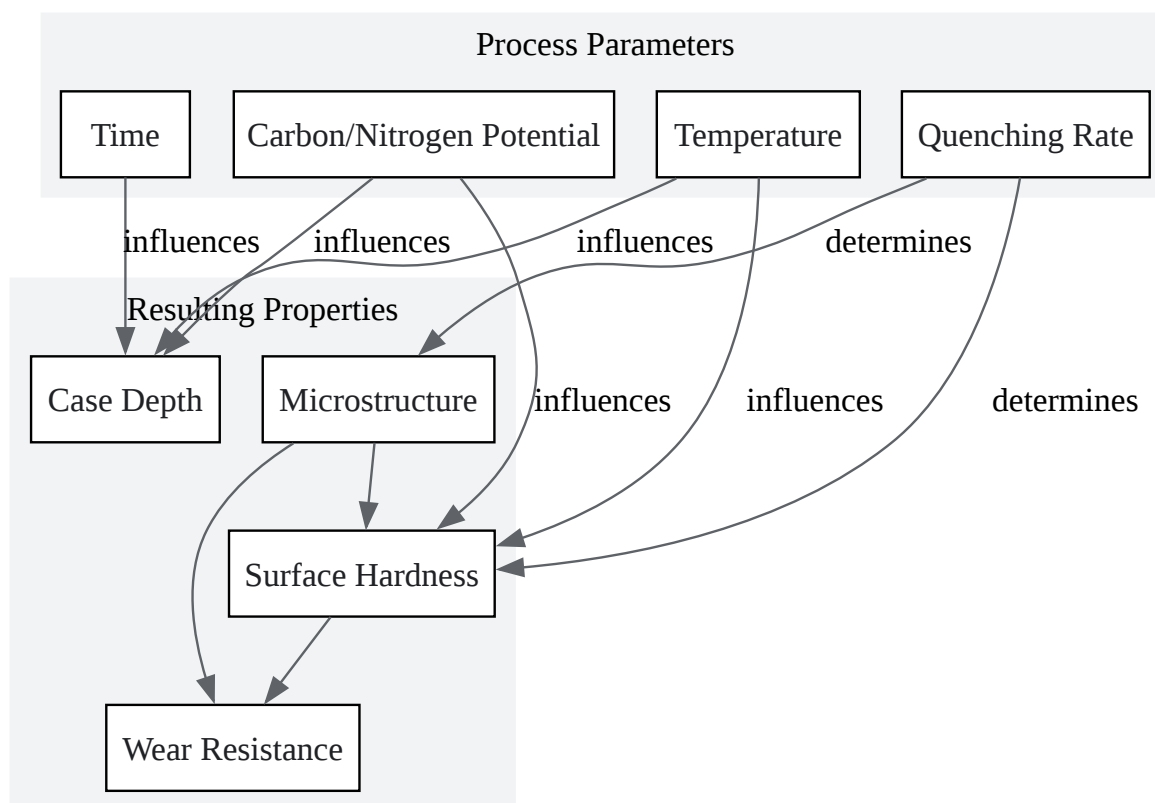 Process Parameters
Time
Carbon/Nitrogen Potential
Temperature
Quenching Rate
influences
influences
influences
determines
Resulting Properties
Case Depth
Microstructure
influences
influences
determines
Surface Hardness
Wear Resistance